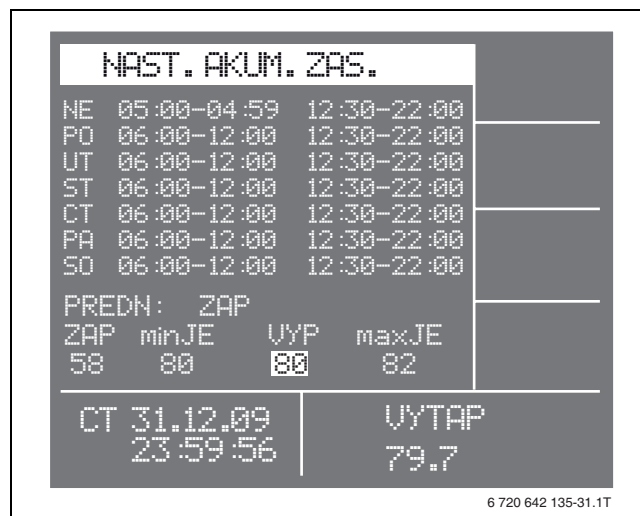 NAST. AKUM. ZAS.
NE 05:00-04:59 12:30-22:00
PO 06:00-12:00 12:30-22:00
UT 06:00-12:00 12:30-22:00
ST 06:00-12:00 12:30-22:00
CT 06:00-12:00 12:30-22:00
PA 06:00-12:00 12:30-22:00
SO 06:00-12:00 12:30-22:00
PREDN: ZAP
ZAP minJE VYP maxJE
58 80 80 82
CT 31.12.09
23:59:56
VYTAP
79.7
6 720 642 135-31.1T